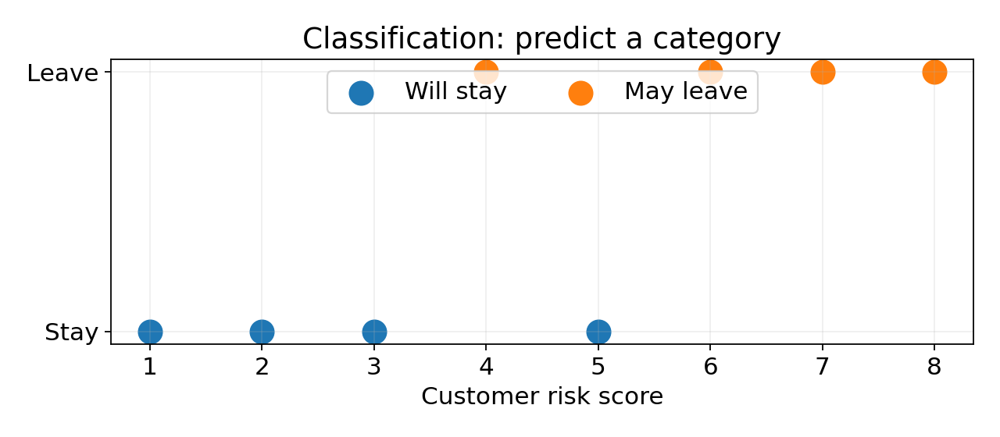 Classification: predict a category
Leave
Will stay May leave
Stay
1 2 3 4 5 6 7 8
Customer risk score